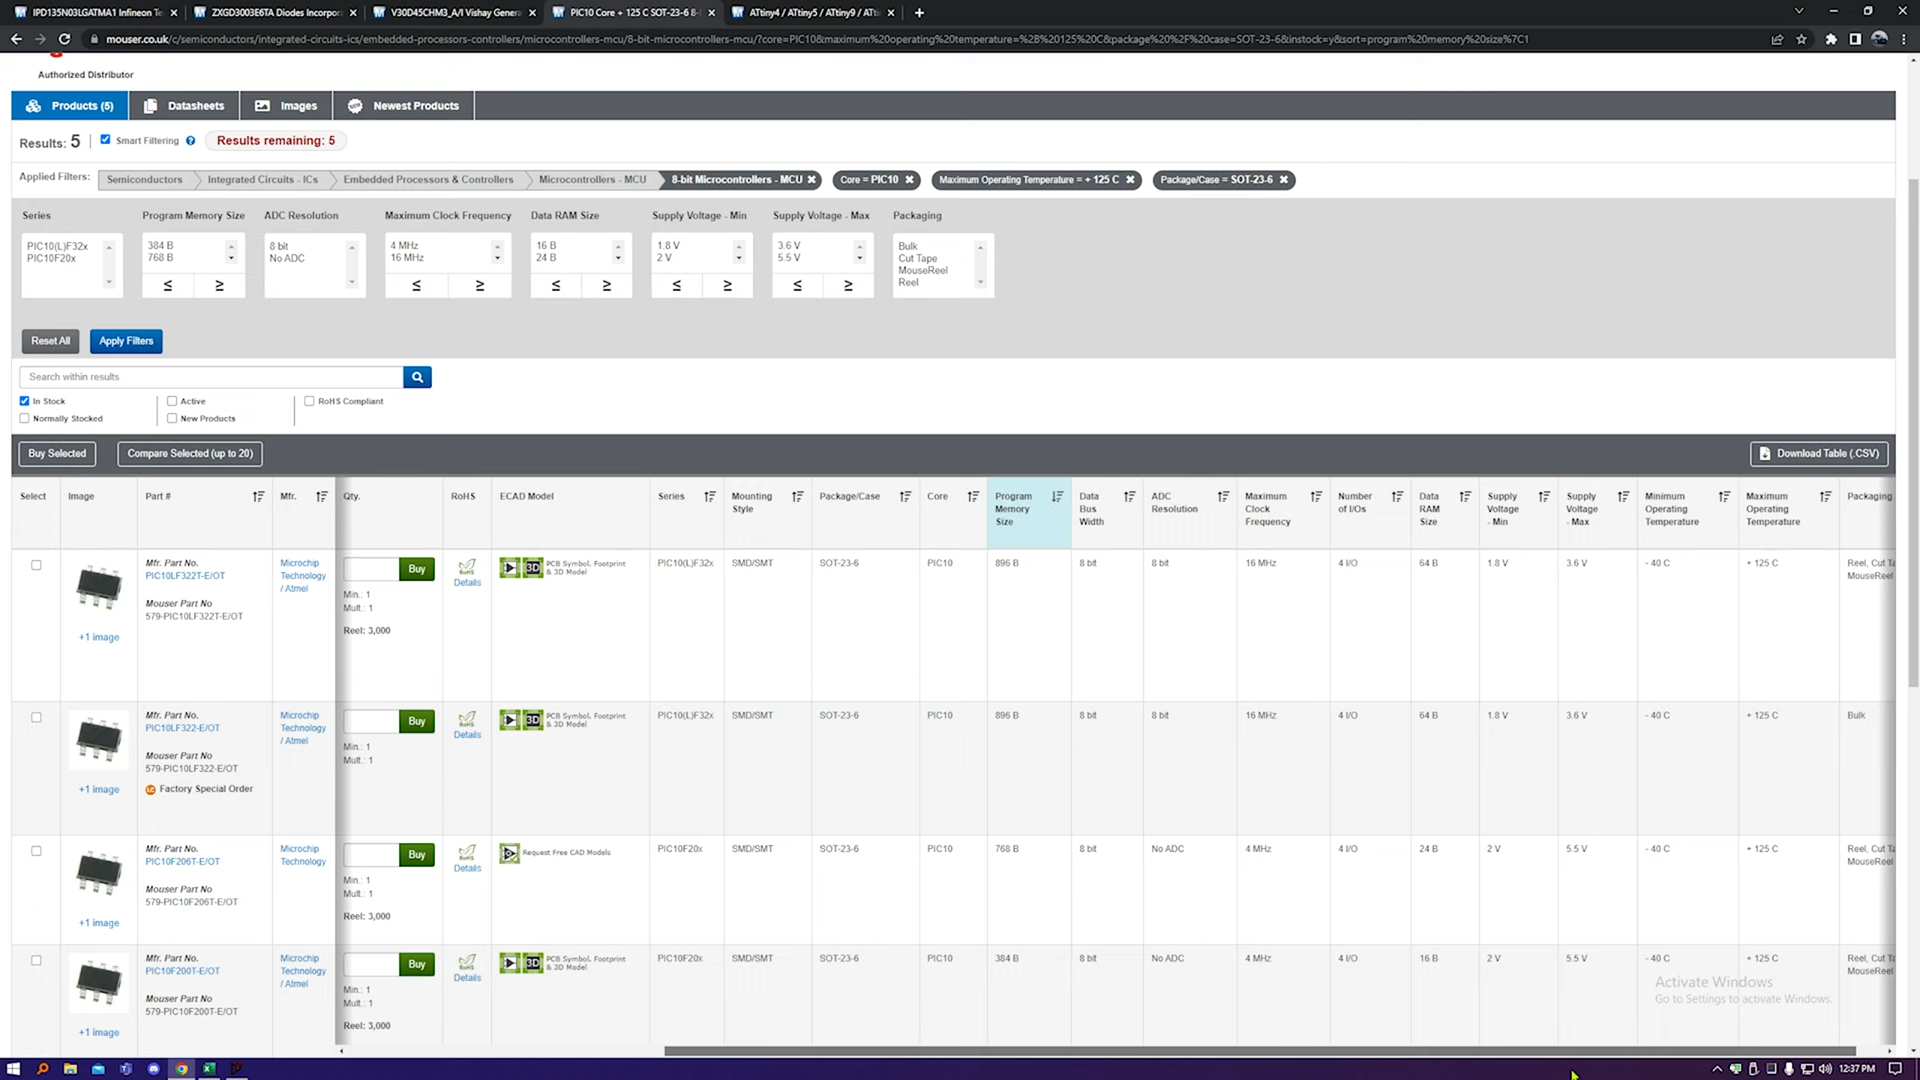 IPD135N03LGATMA1 Infineon Te
ZXGD3003E6TA Diodes Incorpor
V30D45CHM3_A/I Vishay Genera
PIC10 Core + 125 C SOT-23-6 8-
ATtiny4 / ATtiny5 / ATtiny9 / ATti
mouser.co.uk/c/semiconductors/integrated-circuits-ics/embedded-processors-controllers/microcontrollers-mcu/8-bit-microcontrollers-mcu/?core=PIC10&maximum%20operating%20temperature=%2B%20125%20C&package%20%2F%20case=SOT-23-6&instock=y&sort=program%20memory%20size%7C1
Authorized Distributor
Products (5) Datasheets Images Newest Products
Results: 5 Smart Filtering Results remaining: 5
Applied Filters: Semiconductors Integrated Circuits - ICs Embedded Processors & Controllers Microcontrollers - MCU 8-bit Microcontrollers - MCU Core = PIC10 Maximum Operating Temperature = + 125 C Package/Case = SOT-23-6
Series Program Memory Size ADC Resolution Maximum Clock Frequency Data RAM Size Supply Voltage - Min Supply Voltage - Max Packaging
PIC10(L)F32x 384 B 8 bit 4 MHz 16 B 1.8 V 3.6 V Bulk
PIC10F20x 768 B No ADC 16 MHz 24 B 2 V 5.5 V Cut Tape
MouseReel
Reel
≤ ≥ ≤ ≥ ≤ ≥ ≤ ≥ ≤ ≥
Reset All Apply Filters
Search within results
In Stock Active RoHS Compliant
Normally Stocked New Products
Buy Selected Compare Selected (up to 20) Download Table (.CSV)
Select Image Part # Mfr. Qty. RoHS ECAD Model Series Mounting Style Package/Case Core Program Memory Size Data Bus Width ADC Resolution Maximum Clock Frequency Number of I/Os Data RAM Size Supply Voltage - Min Supply Voltage - Max Minimum Operating Temperature Maximum Operating Temperature Packaging
Mfr. Part No.
PIC10LF322T-E/OT
Mouser Part No
579-PIC10LF322T-E/OT
+1 image
Microchip
Technology
/ Atmel
Buy
Min.: 1
Mult.: 1
Reel: 3,000
RoHS
Details
3D PCB Symbol, Footprint
& 3D Model
PIC10(L)F32x SMD/SMT SOT-23-6 PIC10 896 B 8 bit 8 bit 16 MHz 4 I/O 64 B 1.8 V 3.6 V - 40 C + 125 C Reel, Cut Ta
MouseReel
Mfr. Part No.
PIC10LF322-E/OT
Mouser Part No
579-PIC10LF322-E/OT
LC Factory Special Order
+1 image
Microchip
Technology
/ Atmel
Buy
Min.: 1
Mult.: 1
RoHS
Details
3D PCB Symbol, Footprint
& 3D Model
PIC10(L)F32x SMD/SMT SOT-23-6 PIC10 896 B 8 bit 8 bit 16 MHz 4 I/O 64 B 1.8 V 3.6 V - 40 C + 125 C Bulk
Mfr. Part No.
PIC10F206T-E/OT
Mouser Part No
579-PIC10F206T-E/OT
+1 image
Microchip
Technology
Buy
Min.: 1
Mult.: 1
Reel: 3,000
RoHS
Details
Request Free CAD Models
PIC10F20x SMD/SMT SOT-23-6 PIC10 768 B 8 bit No ADC 4 MHz 4 I/O 24 B 2 V 5.5 V - 40 C + 125 C Reel, Cut Ta
MouseReel
Mfr. Part No.
PIC10F200T-E/OT
Mouser Part No
579-PIC10F200T-E/OT
+1 image
Microchip
Technology
/ Atmel
Buy
Min.: 1
Mult.: 1
Reel: 3,000
RoHS
Details
3D PCB Symbol, Footprint
& 3D Model
PIC10F20x SMD/SMT SOT-23-6 PIC10 384 B 8 bit No ADC 4 MHz 4 I/O 16 B 2 V 5.5 V - 40 C + 125 C Reel, Cut Ta
MouseReel
Activate Windows
Go to Settings to activate Windows.
12:37 PM